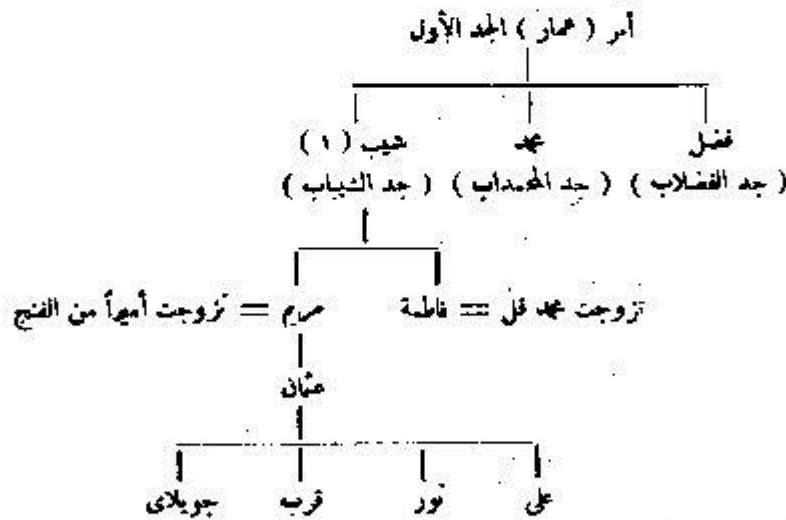 أمر ( عمار ) الجد الأول
فضل محمد شيب ( ١ )
( جد الفضلاب ) ( جد المحمداب ) ( جد الشياب )
تزوجت محمد قل = فاطمة مريم = تزوجت أميراً من الفنج
عثمان
على نور قرب جويلاى